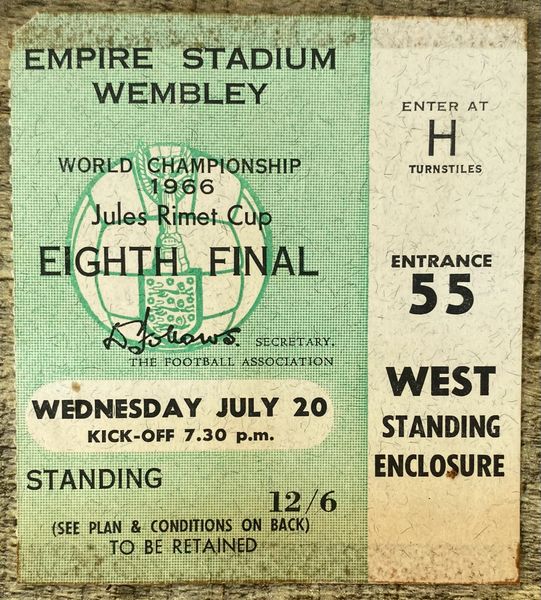 EMPIRE STADIUM
WEMBLEY
WORLD CHAMPIONSHIP
1966
Jules Rimet Cup
EIGHTH FINAL
D Follows. SECRETARY.
THE FOOTBALL ASSOCIATION
WEDNESDAY JULY 20
KICK-OFF 7.30 p.m.
STANDING
12/6
(SEE PLAN & CONDITIONS ON BACK)
TO BE RETAINED
ENTER AT
H
TURNSTILES
ENTRANCE
55
WEST
STANDING
ENCLOSURE